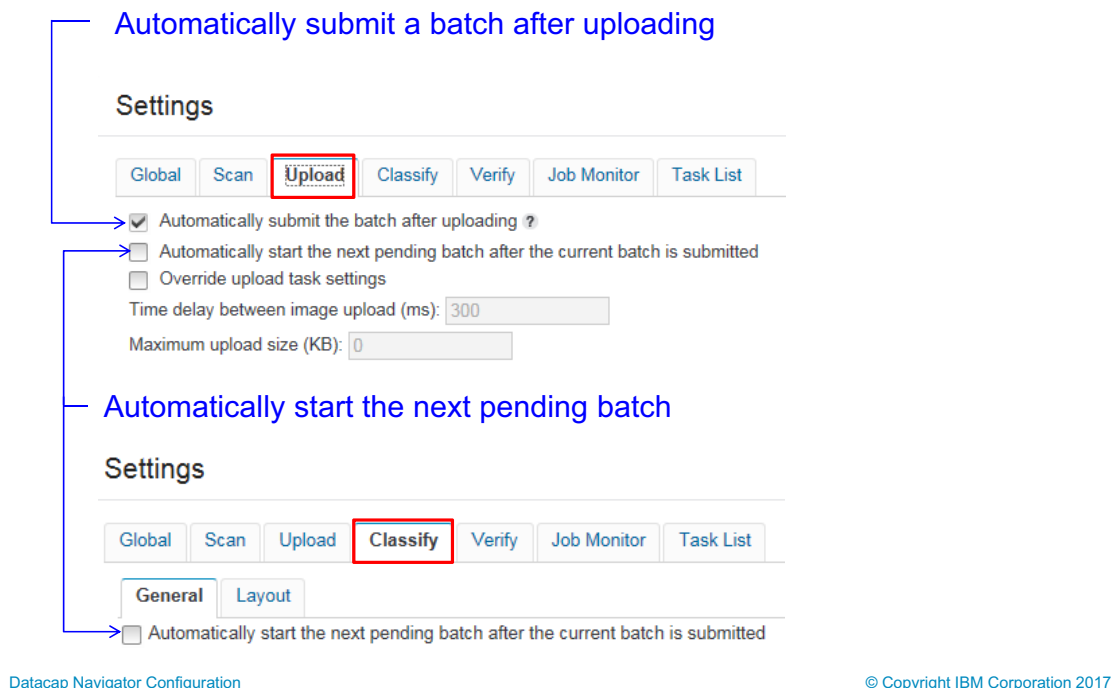 Automatically submit a batch after uploading
Settings
Global Scan Upload Classify Verify Job Monitor Task List
Automatically submit the batch after uploading ?
Automatically start the next pending batch after the current batch is submitted
Override upload task settings
Time delay between image upload (ms): 300
Maximum upload size (KB): 0
Automatically start the next pending batch
Settings
Global Scan Upload Classify Verify Job Monitor Task List
General Layout
Automatically start the next pending batch after the current batch is submitted
Datacap Navigator Configuration © Copyright IBM Corporation 2017